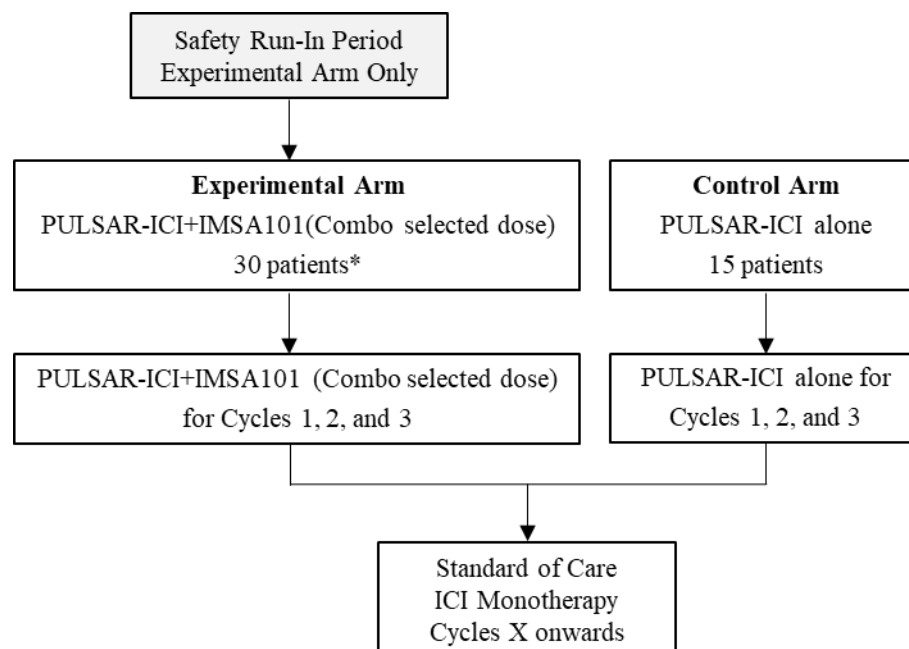 Safety Run-In Period
Experimental Arm Only
Experimental Arm
PULSAR-ICI+IMSA101(Combo selected dose)
30 patients*
Control Arm
PULSAR-ICI alone
15 patients
PULSAR-ICI+IMSA101 (Combo selected dose)
for Cycles 1, 2, and 3
PULSAR-ICI alone for
Cycles 1, 2, and 3
Standard of Care
ICI Monotherapy
Cycles X onwards